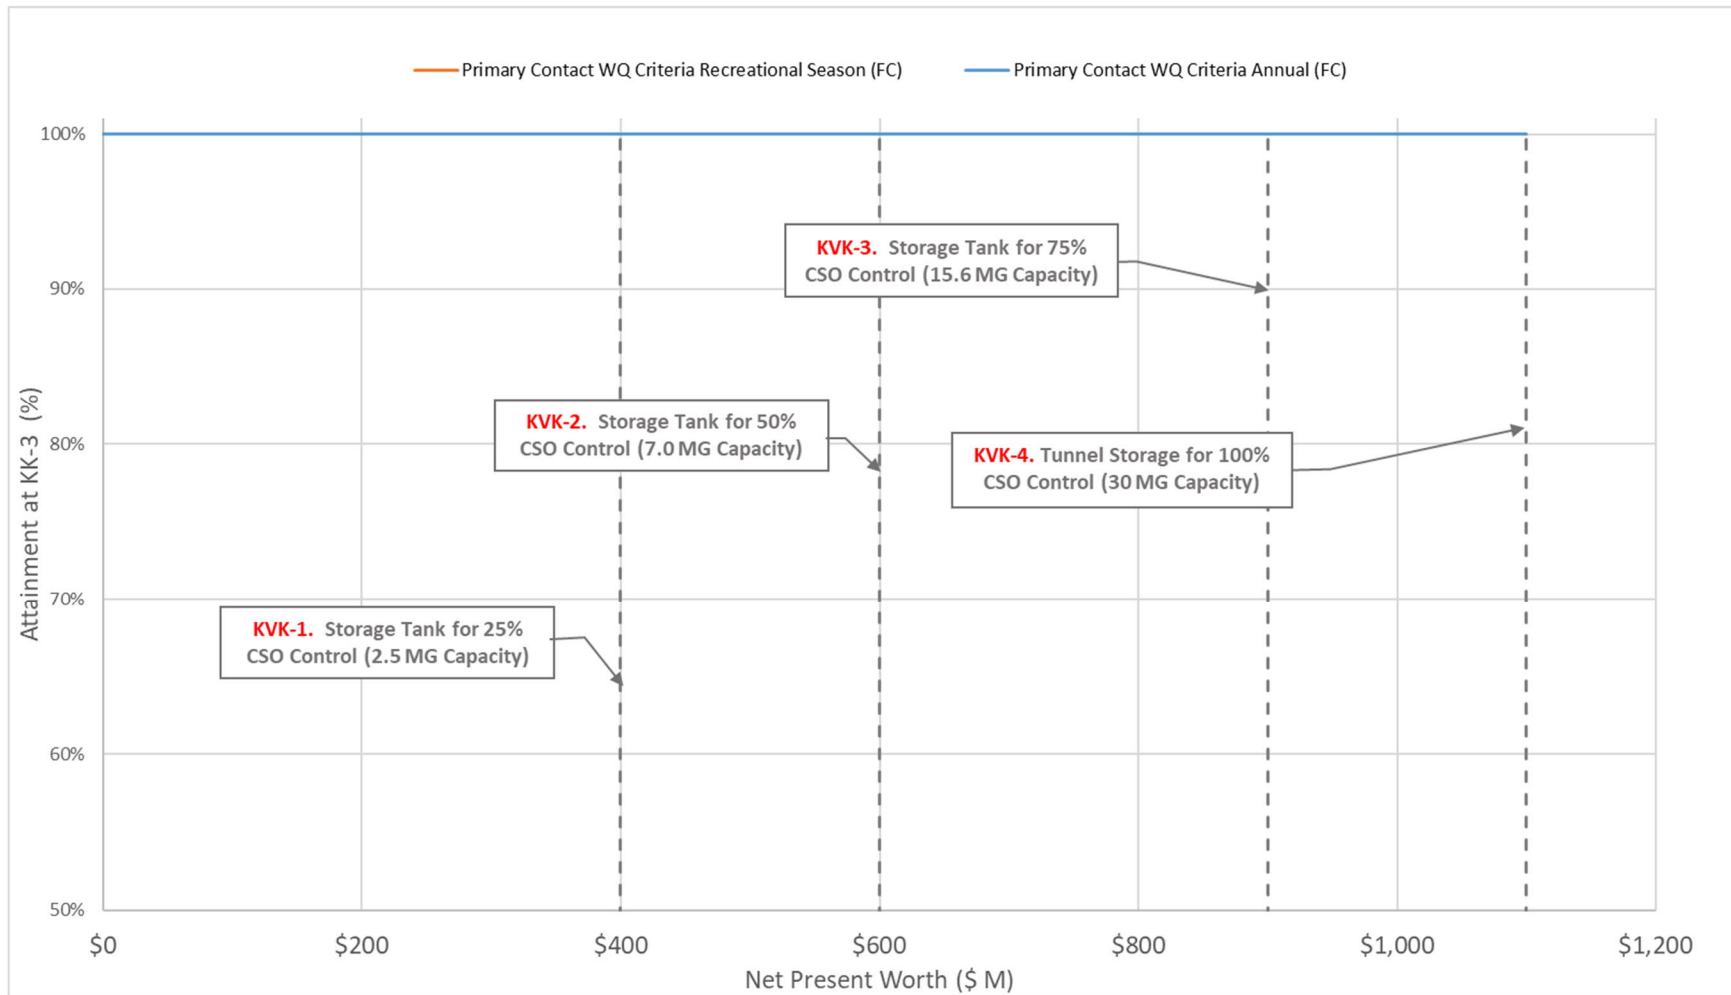 Primary Contact WQ Criteria Recreational Season (FC)
Primary Contact WQ Criteria Annual (FC)
100%
90%
80%
70%
60%
50%
Attainment at KK-3 (%)
KVK-3. Storage Tank for 75%
CSO Control (15.6 MG Capacity)
KVK-2. Storage Tank for 50%
CSO Control (7.0 MG Capacity)
KVK-4. Tunnel Storage for 100%
CSO Control (30 MG Capacity)
KVK-1. Storage Tank for 25%
CSO Control (2.5 MG Capacity)
$0
$200
$400
$600
$800
$1,000
$1,200
Net Present Worth ($ M)